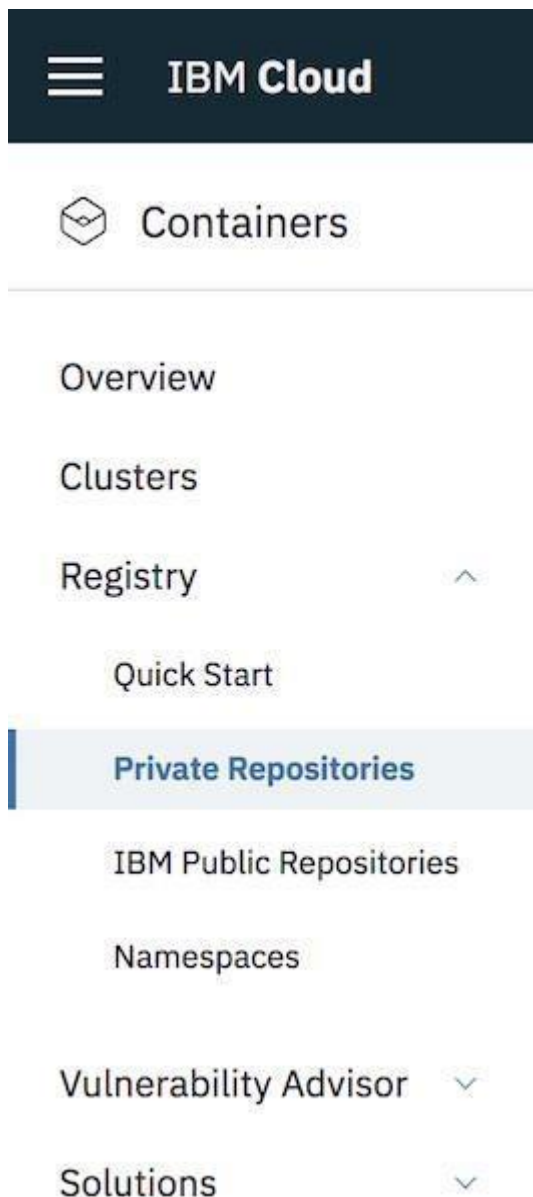 IBM Cloud
Containers
Overview
Clusters
Registry
Quick Start
Private Repositories
IBM Public Repositories
Namespaces
Vulnerability Advisor
Solutions